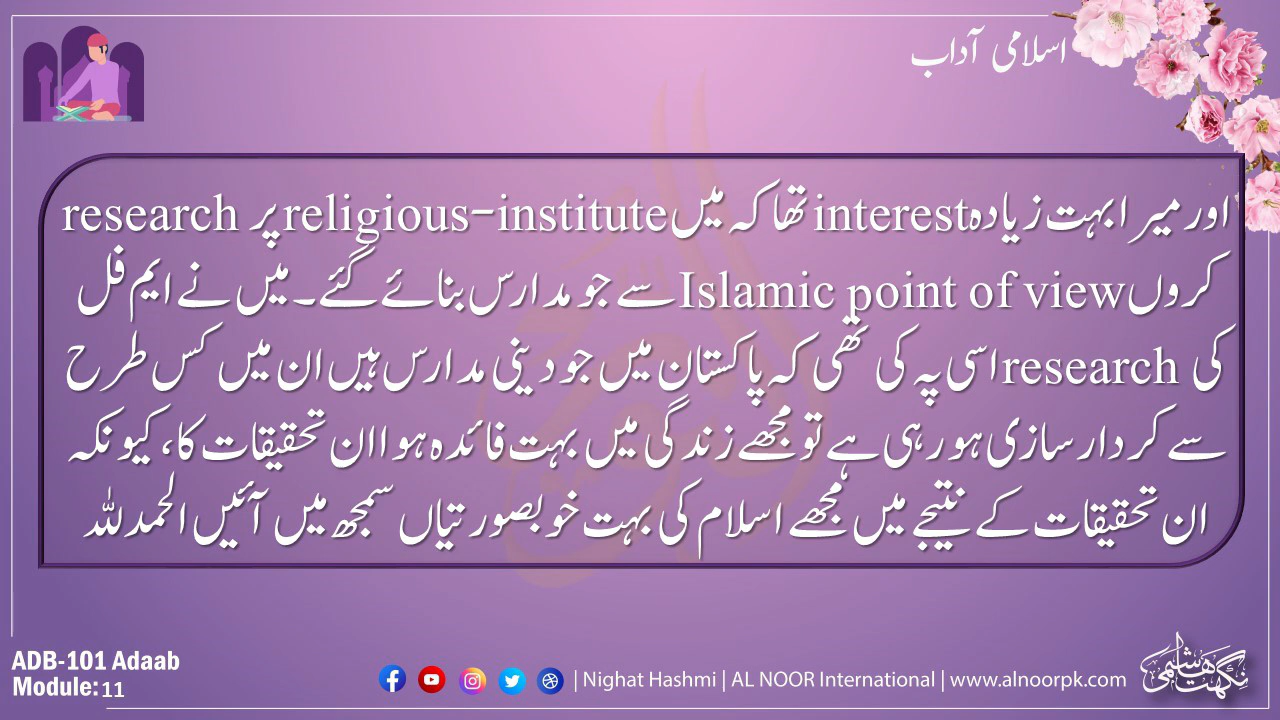 اسلامی آداب
اور میرا بہت زیادہ interest تھا کہ میں religious-institute پر research
کروں Islamic point of view سے جو مدارس بنائے گئے۔ میں نے ایم فل
کی research اسی پہ کی تھی کہ پاکستان میں جو دینی مدارس ہیں ان میں کس طرح
سے کردار سازی ہو رہی ہے تو مجھے زندگی میں بہت فائدہ ہوا ان تحقیقات کا، کیونکہ
ان تحقیقات کے نتیجے میں مجھے اسلام کی بہت خوبصورتیاں سمجھ میں آئیں الحمدللہ
ADB-101 Adaab
Module:11
| Nighat Hashmi | AL NOOR International | www.alnoorpk.com
نگہت ہاشمی